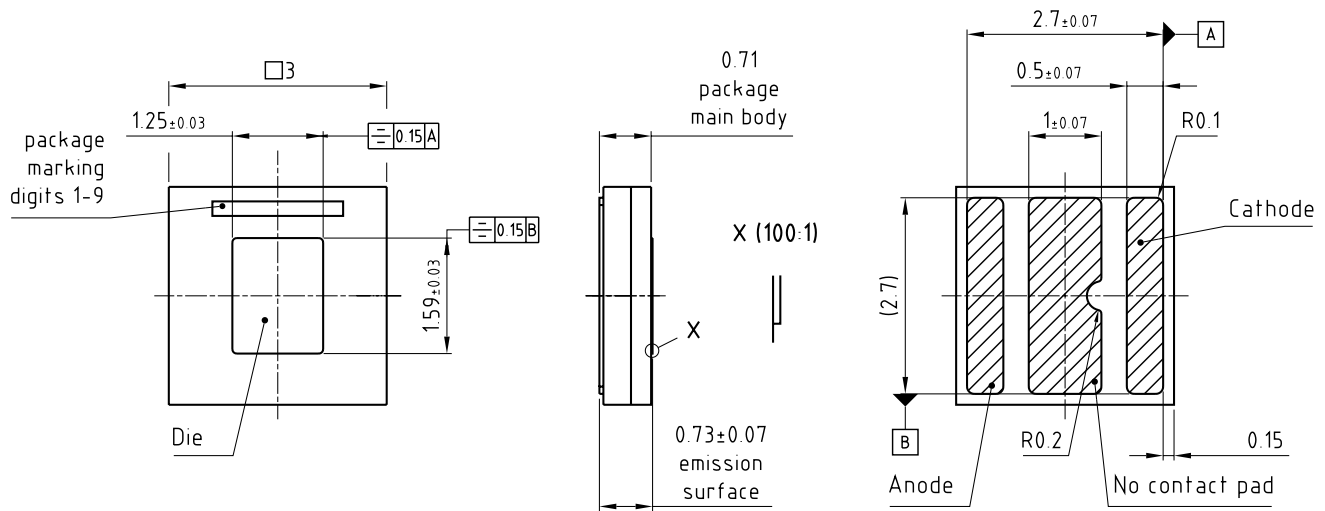 □3
1.25±0.03
0.15 A
package
marking
digits 1-9
0.15 B
1.59±0.03
Die
0.71
package
main body
X (100:1)
X
0.73±0.07
emission
surface
2.7±0.07
A
0.5±0.07
1±0.07
R0.1
Cathode
(2.7)
B
R0.2
0.15
Anode
No contact pad